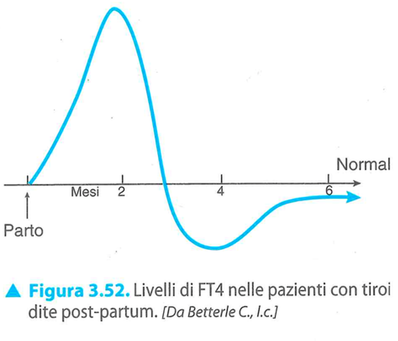 Normal
Mesi 2 4 6
Parto
▲ Figura 3.52. Livelli di FT4 nelle pazienti con tiroi
dite post-partum. [Da Betterle C., l.c.]